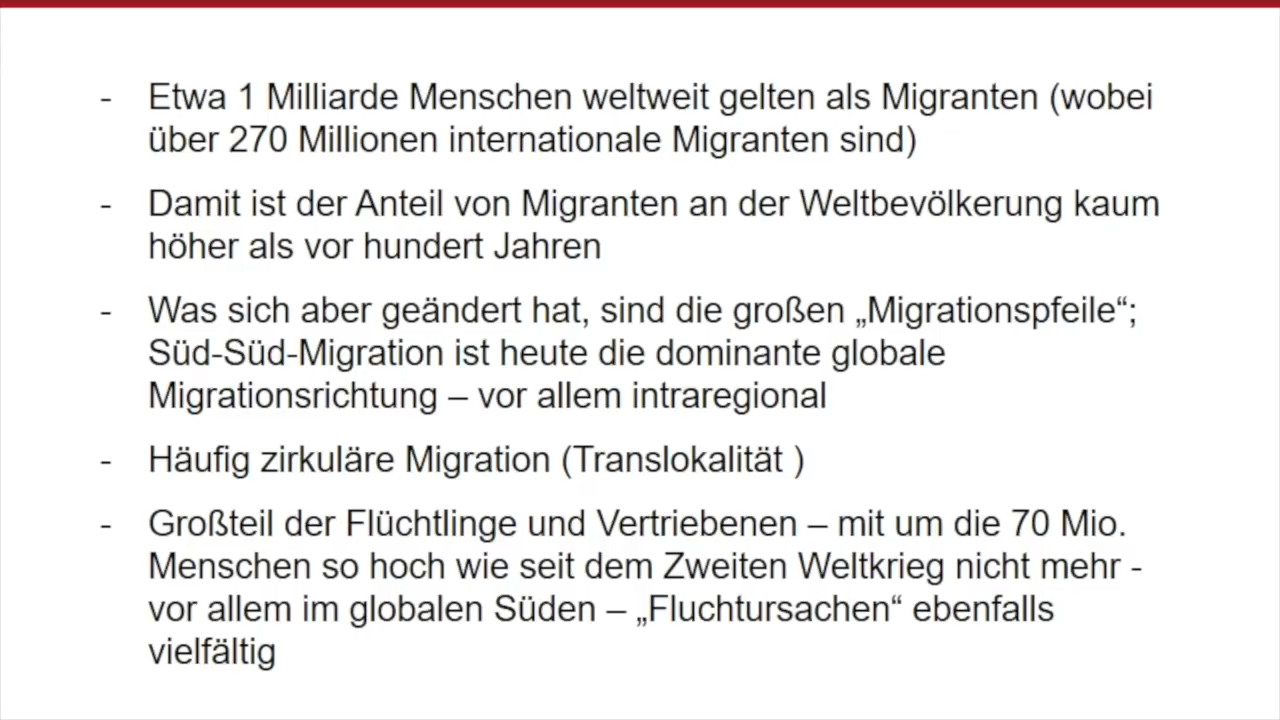 - Etwa 1 Milliarde Menschen weltweit gelten als Migranten (wobei
über 270 Millionen internationale Migranten sind)
- Damit ist der Anteil von Migranten an der Weltbevölkerung kaum
höher als vor hundert Jahren
- Was sich aber geändert hat, sind die großen „Migrationspfeile“;
Süd-Süd-Migration ist heute die dominante globale
Migrationsrichtung – vor allem intraregional
- Häufig zirkuläre Migration (Translokalität )
- Großteil der Flüchtlinge und Vertriebenen – mit um die 70 Mio.
Menschen so hoch wie seit dem Zweiten Weltkrieg nicht mehr -
vor allem im globalen Süden – „Fluchtursachen“ ebenfalls
vielfältig